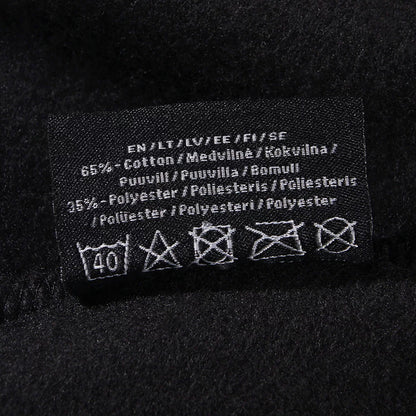 EN/LT/LV/EE/FI/SE
65%-Cotton/Medvilnė/Kokvilna/
Puuvill/Puuvilla/Bomull
35%-Polyester/Poliesteris/Poliesteris
/Polüester/Polyesteri/Polyester
40